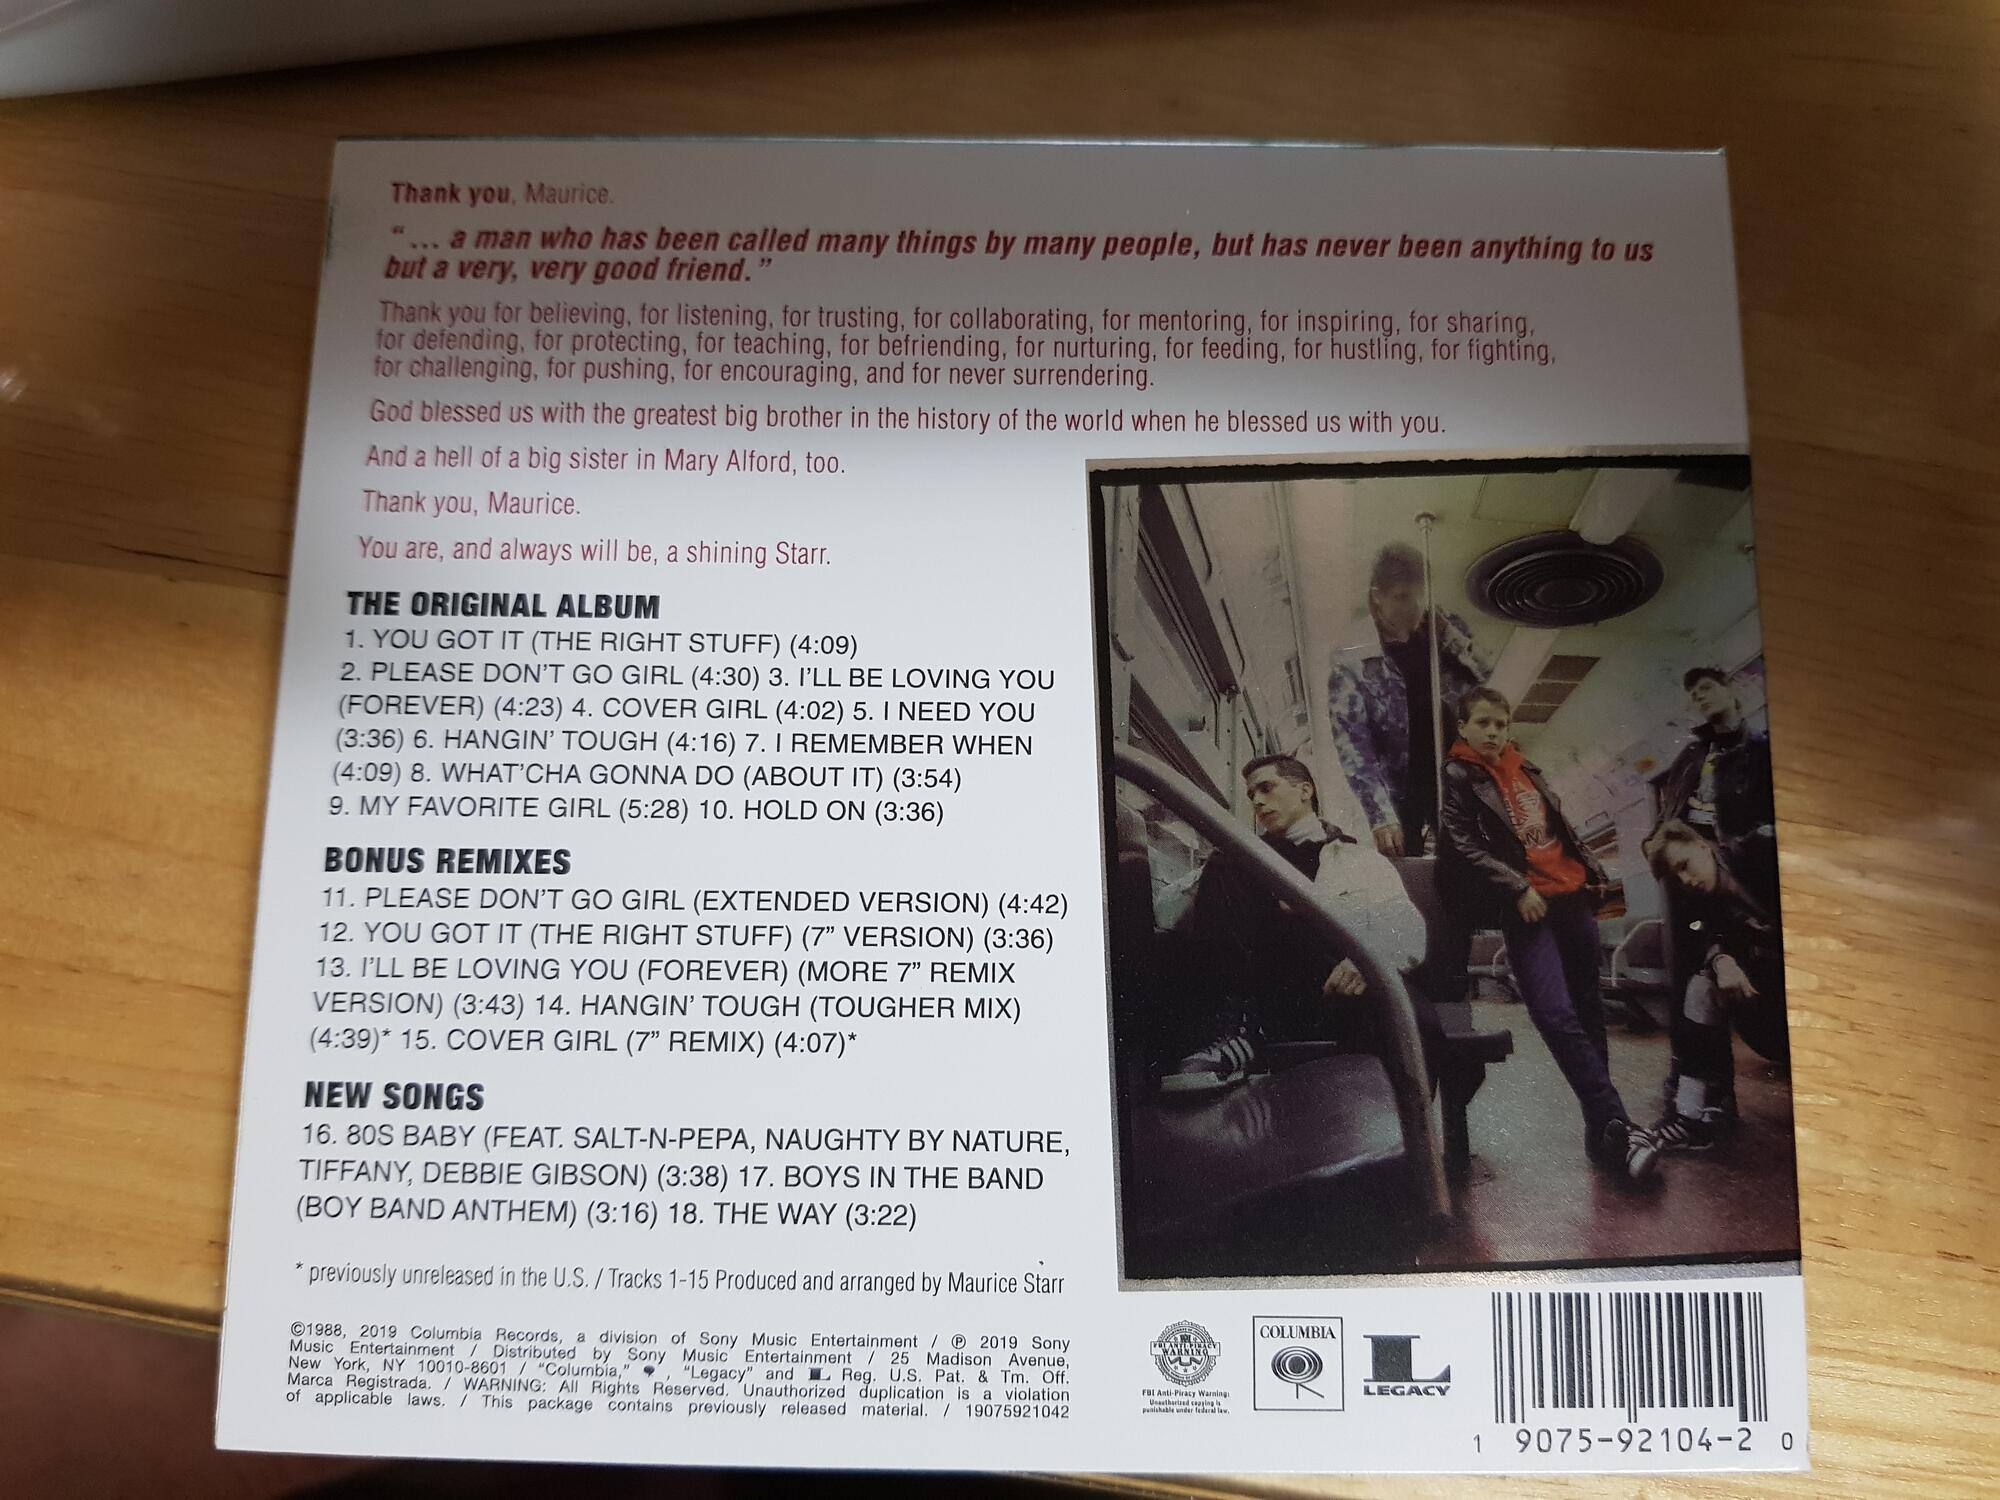 Thank you, Maurice.
“... a man who has been called many things by many people, but has never been anything to us
but a very, very good friend.”
Thank you for believing, for listening, for trusting, for collaborating, for mentoring, for inspiring, for sharing,
for defending, for protecting, for teaching, for befriending, for nurturing, for feeding, for hustling, for fighting,
for challenging, for pushing, for encouraging, and for never surrendering.
God blessed us with the greatest big brother in the history of the world when he blessed us with you.
And a hell of a big sister in Mary Alford, too.
Thank you, Maurice.
You are, and always will be, a shining Starr.
THE ORIGINAL ALBUM
1. YOU GOT IT (THE RIGHT STUFF) (4:09)
2. PLEASE DON'T GO GIRL (4:30) 3. I'LL BE LOVING YOU
(FOREVER) (4:23) 4. COVER GIRL (4:02) 5. I NEED YOU
(3:36) 6. HANGIN' TOUGH (4:16) 7. I REMEMBER WHEN
(4:09) 8. WHAT'CHA GONNA DO (ABOUT IT) (3:54)
9. MY FAVORITE GIRL (5:28) 10. HOLD ON (3:36)
BONUS REMIXES
11. PLEASE DON'T GO GIRL (EXTENDED VERSION) (4:42)
12. YOU GOT IT (THE RIGHT STUFF) (7” VERSION) (3:36)
13. I'LL BE LOVING YOU (FOREVER) (MORE 7” REMIX
VERSION) (3:43) 14. HANGIN' TOUGH (TOUGHER MIX)
(4:39)* 15. COVER GIRL (7” REMIX) (4:07)*
NEW SONGS
16. 80S BABY (FEAT. SALT-N-PEPA, NAUGHTY BY NATURE,
TIFFANY, DEBBIE GIBSON) (3:38) 17. BOYS IN THE BAND
(BOY BAND ANTHEM) (3:16) 18. THE WAY (3:22)
* previously unreleased in the U.S. / Tracks 1-15 Produced and arranged by Maurice Starr
©1988, 2019 Columbia Records, a division of Sony Music Entertainment / ℗ 2019 Sony
Music Entertainment / Distributed by Sony Music Entertainment / 25 Madison Avenue,
New York, NY 10010-8601 / “Columbia,” , “Legacy” and L Reg. U.S. Pat. & Tm. Off.
Marca Registrada. / WARNING: All Rights Reserved. Unauthorized duplication is a violation
of applicable laws. / This package contains previously released material. / 19075921042
FBI ANTI-PIRACY
WARNING
FBI Anti-Piracy Warning:
Unauthorized copying is
punishable under federal law.
COLUMBIA
L
LEGACY
1 9075-92104-2 0